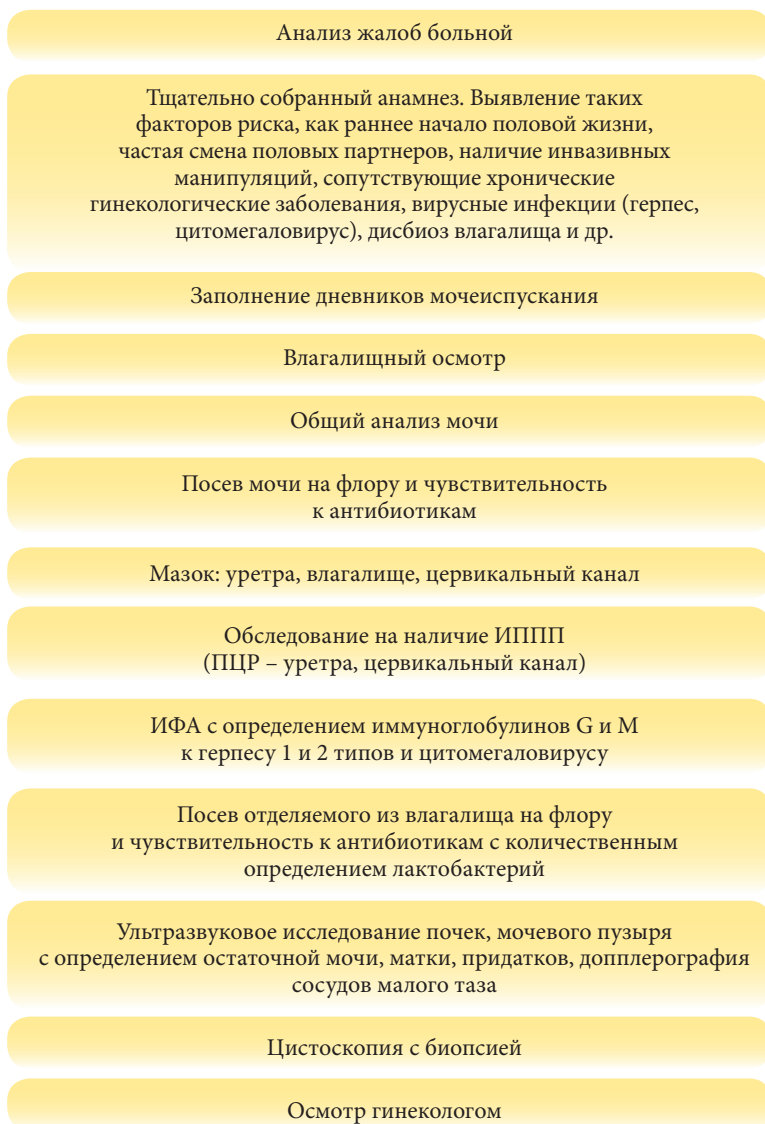 Анализ жалоб больной
Тщательно собранный анамнез. Выявление таких
факторов риска, как раннее начало половой жизни,
частая смена половых партнеров, наличие инвазивных
манипуляций, сопутствующие хронические
гинекологические заболевания, вирусные инфекции (герпес,
цитомегаловирус), дисбиоз влагалища и др.
Заполнение дневников мочеиспускания
Влагалищный осмотр
Общий анализ мочи
Посев мочи на флору и чувствительность
к антибиотикам
Мазок: уретра, влагалище, цервикальный канал
Обследование на наличие ИППП
(ПЦР – уретра, цервикальный канал)
ИФА с определением иммуноглобулинов G и M
к герпесу 1 и 2 типов и цитомегаловирусу
Посев отделяемого из влагалища на флору
и чувствительность к антибиотикам с количественным
определением лактобактерий
Ультразвуковое исследование почек, мочевого пузыря
с определением остаточной мочи, матки, придатков, допплерография
сосудов малого таза
Цистоскопия с биопсией
Осмотр гинекологом